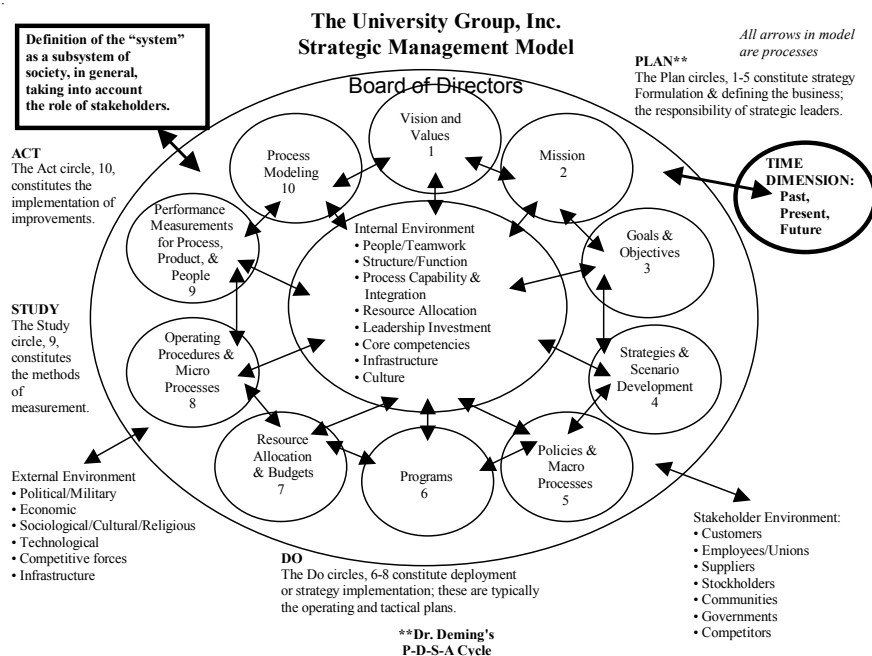 The University Group, Inc.
Strategic Management Model
All arrows in model
are processes
Definition of the “system”
as a subsystem of
society, in general,
taking into account
the role of stakeholders.
PLAN**
The Plan circles, 1-5 constitute strategy
Formulation & defining the business;
the responsibility of strategic leaders.
Board of Directors
Vision and
Values
1
Mission
2
Goals &
Objectives
3
Strategies &
Scenario
Development
4
Policies &
Macro
Processes
5
Programs
6
Resource
Allocation
& Budgets
7
Operating
Procedures &
Micro
Processes
8
Performance
Measurements
for Process,
Product, &
People
9
Process
Modeling
10
Internal Environment
• People/Teamwork
• Structure/Function
• Process Capability &
Integration
• Resource Allocation
• Leadership Investment
• Core competencies
• Infrastructure
• Culture
TIME
DIMENSION:
Past,
Present,
Future
ACT
The Act circle, 10,
constitutes the
implementation of
improvements.
STUDY
The Study
circle, 9,
constitutes
the methods
of
measurement.
External Environment
• Political/Military
• Economic
• Sociological/Cultural/Religious
• Technological
• Competitive forces
• Infrastructure
DO
The Do circles, 6-8 constitute deployment
or strategy implementation; these are typically
the operating and tactical plans.
Stakeholder Environment:
• Customers
• Employees/Unions
• Suppliers
• Stockholders
• Communities
• Governments
• Competitors
**Dr. Deming's
P-D-S-A Cycle